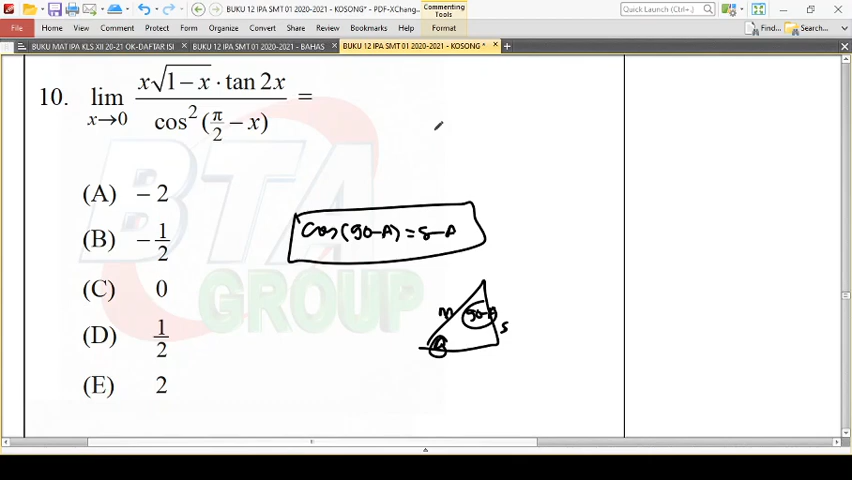 BUKU 12 IPA SMT 01 2020-2021 - KOSONG* - PDF-XChang
Commenting Tools
Quick Launch (Ctrl+.)
File Home View Comment Protect Form Organize Convert Share Review Bookmarks Help Format Find... Search...
BUKU MAT IPA KLS XII 20-21 OK-DAFTAR ISI × BUKU 12 IPA SMT 01 2020-2021 - BAHAS × BUKU 12 IPA SMT 01 2020-2021 - KOSONG * ×
10. lim x→0 x√1−x · tan 2x / cos² (π/2 − x) =
(A) − 2
(B) − 1/2
cos(90-A) = s-A
(C) 0
90-A
m
s
(D) 1/2
(E) 2
BTA
GROUP